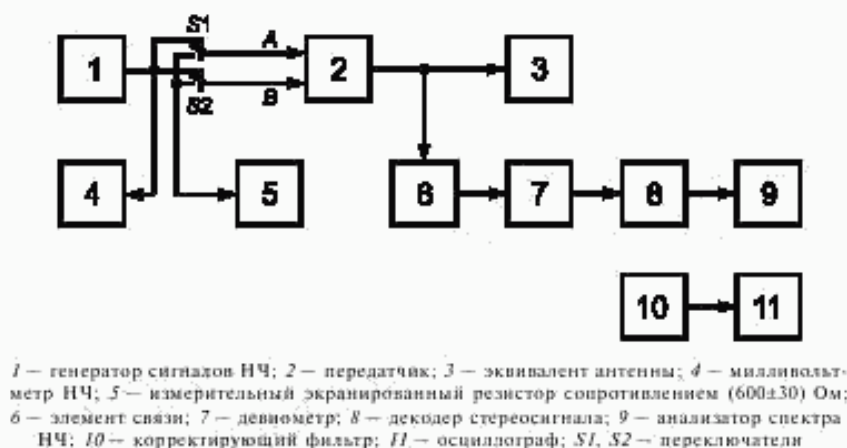 S1
A
1
2
3
S2
B
4
5
6
7
8
9
10
11
1 — генератор сигналов НЧ; 2 — передатчик; 3 — эквивалент антенны; 4 — милливольт-
метр НЧ; 5 — измерительный экранированный резистор сопротивлением (600±30) Ом;
6 — элемент связи; 7 — девиометр; 8 — декодер стереосигнала; 9 — анализатор спектра
НЧ; 10 — корректирующий фильтр; 11 — осциллограф; S1, S2 — переключатели